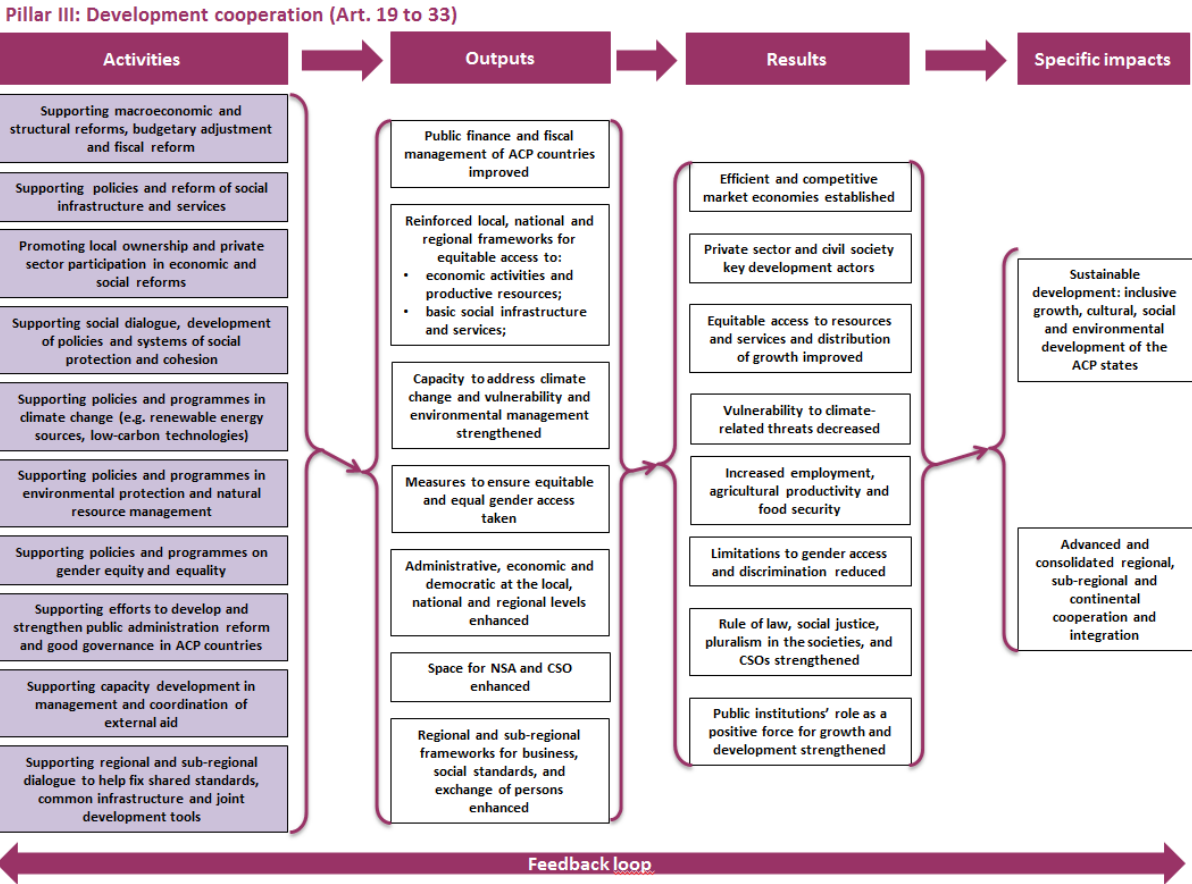 Pillar III: Development cooperation (Art. 19 to 33)
Activities
Outputs
Results
Specific impacts
Supporting macroeconomic and
structural reforms, budgetary adjustment
and fiscal reform
Supporting policies and reform of social
infrastructure and services
Promoting local ownership and private
sector participation in economic and
social reforms
Supporting social dialogue, development
of policies and systems of social
protection and cohesion
Supporting policies and programmes in
climate change (e.g. renewable energy
sources, low-carbon technologies)
Supporting policies and programmes in
environmental protection and natural
resource management
Supporting policies and programmes on
gender equity and equality
Supporting efforts to develop and
strengthen public administration reform
and good governance in ACP countries
Supporting capacity development in
management and coordination of
external aid
Supporting regional and sub-regional
dialogue to help fix shared standards,
common infrastructure and joint
development tools
Public finance and fiscal
management of ACP countries
improved
Reinforced local, national and
regional frameworks for
equitable access to:
• economic activities and
productive resources;
• basic social infrastructure
and services;
Capacity to address climate
change and vulnerability and
environmental management
strengthened
Measures to ensure equitable
and equal gender access
taken
Administrative, economic and
democratic at the local,
national and regional levels
enhanced
Space for NSA and CSO
enhanced
Regional and sub-regional
frameworks for business,
social standards, and
exchange of persons
enhanced
Efficient and competitive
market economies established
Private sector and civil society
key development actors
Equitable access to resources
and services and distribution
of growth improved
Vulnerability to climate-
related threats decreased
Increased employment,
agricultural productivity and
food security
Limitations to gender access
and discrimination reduced
Rule of law, social justice,
pluralism in the societies, and
CSOs strengthened
Public institutions' role as a
positive force for growth and
development strengthened
Sustainable
development: inclusive
growth, cultural, social
and environmental
development of the
ACP states
Advanced and
consolidated regional,
sub-regional and
continental
cooperation and
integration
Feedback loop